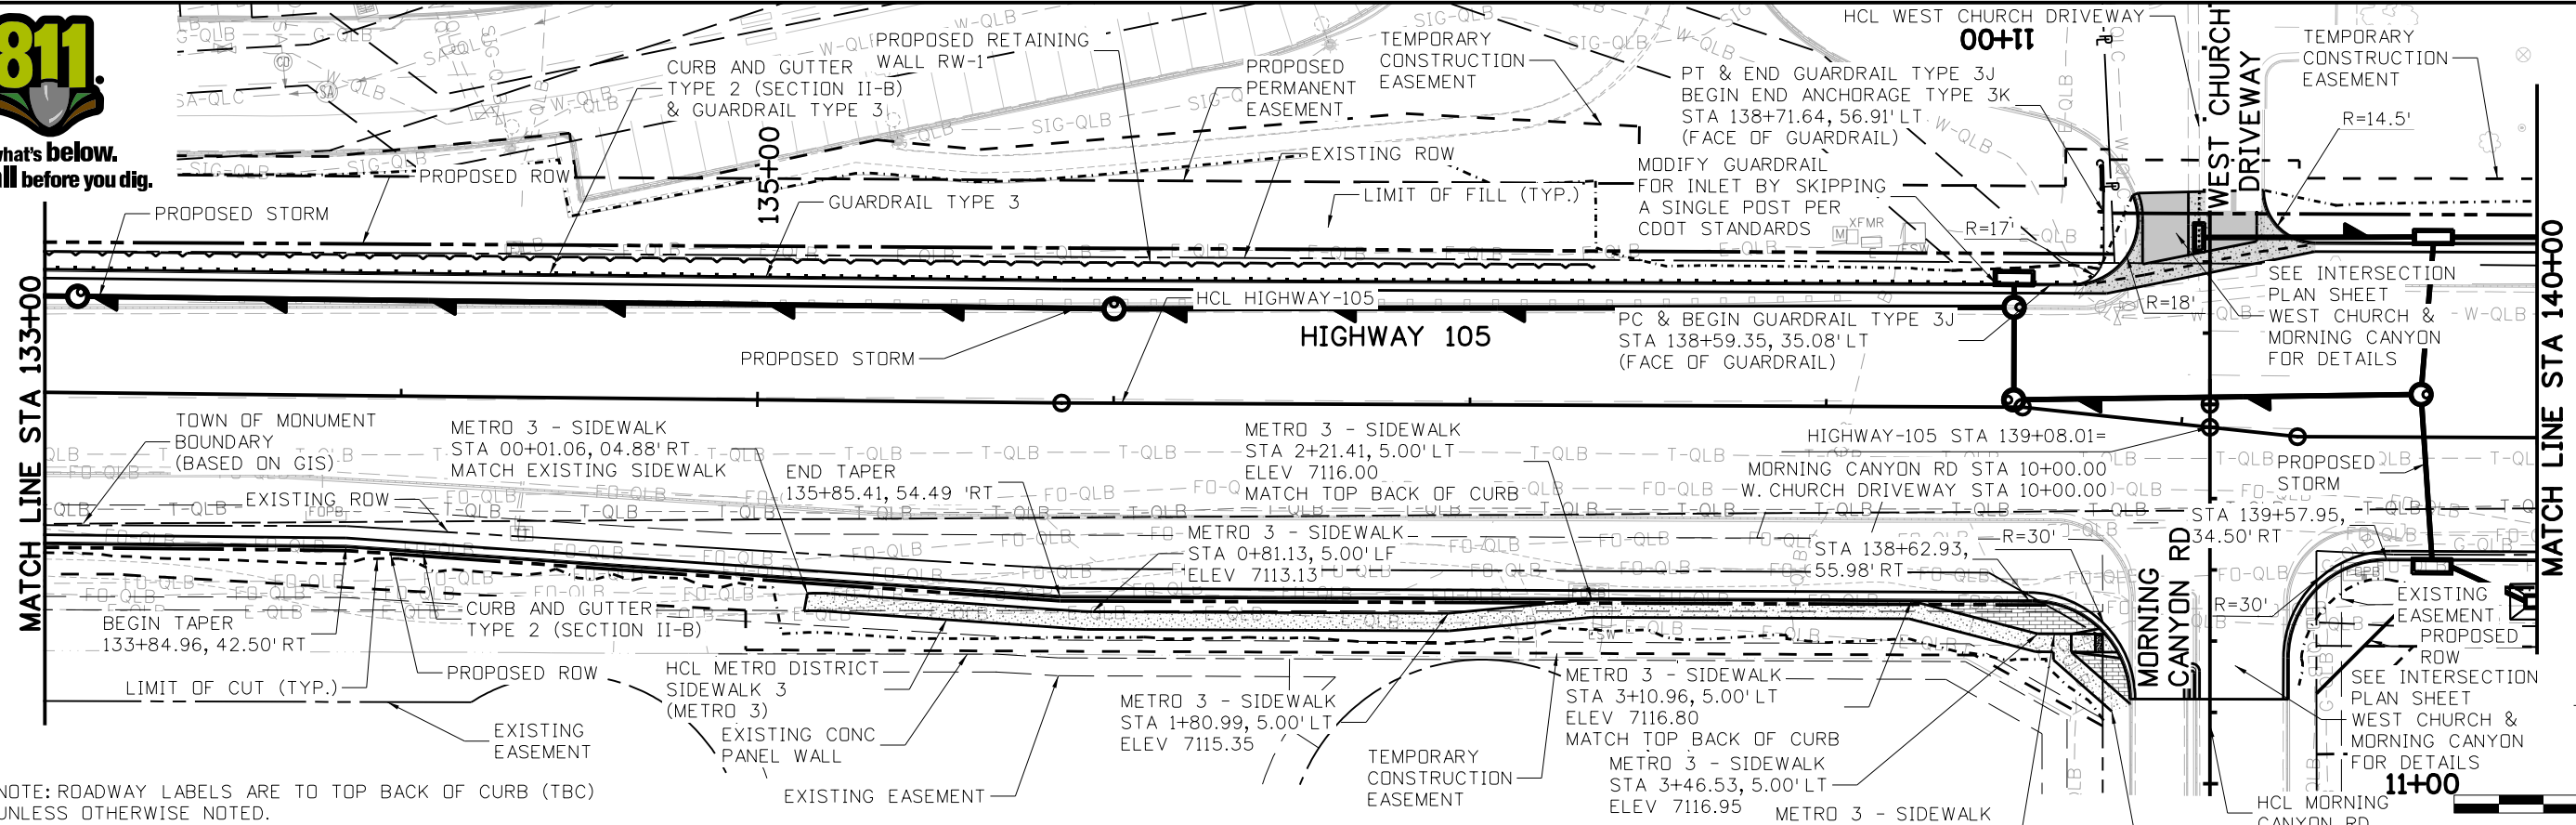 811
what's below.
before you dig.
MATCH LINE STA 133+00
PROPOSED STORM
PROPOSED ROW
CURB AND GUTTER
TYPE 2 (SECTION II-B)
& GUARDRAIL TYPE 3
PROPOSED RETAINING
WALL RW-1
135+00
GUARDRAIL TYPE 3
PROPOSED
PERMANENT
EASEMENT
TEMPORARY
CONSTRUCTION
EASEMENT
EXISTING ROW
LIMIT OF FILL (TYP.)
HCL WEST CHURCH DRIVEWAY
11+00
PT & END GUARDRAIL TYPE 3J
BEGIN END ANCHORAGE TYPE 3K
STA 138+71.64, 56.91' LT
(FACE OF GUARDRAIL)
MODIFY GUARDRAIL
FOR INLET BY SKIPPING
A SINGLE POST PER
CDOT STANDARDS
XFMR
M
R=17'
WEST CHURCH
DRIVEWAY
TEMPORARY
CONSTRUCTION
EASEMENT
R=14.5'
R=18'
SEE INTERSECTION
PLAN SHEET
WEST CHURCH &
MORNING CANYON
FOR DETAILS
MATCH LINE STA 140+00
HCL HIGHWAY-105
HIGHWAY 105
PROPOSED STORM
PC & BEGIN GUARDRAIL TYPE 3J
STA 138+59.35, 35.08' LT
(FACE OF GUARDRAIL)
TOWN OF MONUMENT
BOUNDARY
(BASED ON GIS)
EXISTING ROW
METRO 3 - SIDEWALK
STA 00+01.06, 04.88' RT
MATCH EXISTING SIDEWALK
END TAPER
135+85.41, 54.49 'RT
METRO 3 - SIDEWALK
STA 2+21.41, 5.00' LT
ELEV 7116.00
MATCH TOP BACK OF CURB
METRO 3 - SIDEWALK
STA 0+81.13, 5.00' LF
ELEV 7113.13
HIGHWAY-105 STA 139+08.01=
MORNING CANYON RD STA 10+00.00
W. CHURCH DRIVEWAY STA 10+00.00
STA 138+62.93,
55.98' RT
R=30'
PROPOSED
STORM
STA 139+57.95,
34.50' RT
R=30'
MORNING
CANYON RD
EXISTING
EASEMENT
PROPOSED
ROW
SEE INTERSECTION
PLAN SHEET
WEST CHURCH &
MORNING CANYON
FOR DETAILS
11+00
HCL MORNING
CANYON RD
BEGIN TAPER
133+84.96, 42.50' RT
CURB AND GUTTER
TYPE 2 (SECTION II-B)
PROPOSED ROW
LIMIT OF CUT (TYP.)
EXISTING
EASEMENT
HCL METRO DISTRICT
SIDEWALK 3
(METRO 3)
EXISTING CONC
PANEL WALL
EXISTING EASEMENT
METRO 3 - SIDEWALK
STA 1+80.99, 5.00' LT
ELEV 7115.35
TEMPORARY
CONSTRUCTION
EASEMENT
METRO 3 - SIDEWALK
STA 3+10.96, 5.00' LT
ELEV 7116.80
MATCH TOP BACK OF CURB
METRO 3 - SIDEWALK
STA 3+46.53, 5.00' LT
ELEV 7116.95
METRO 3 - SIDEWALK
NOTE: ROADWAY LABELS ARE TO TOP BACK OF CURB (TBC)
UNLESS OTHERWISE NOTED.